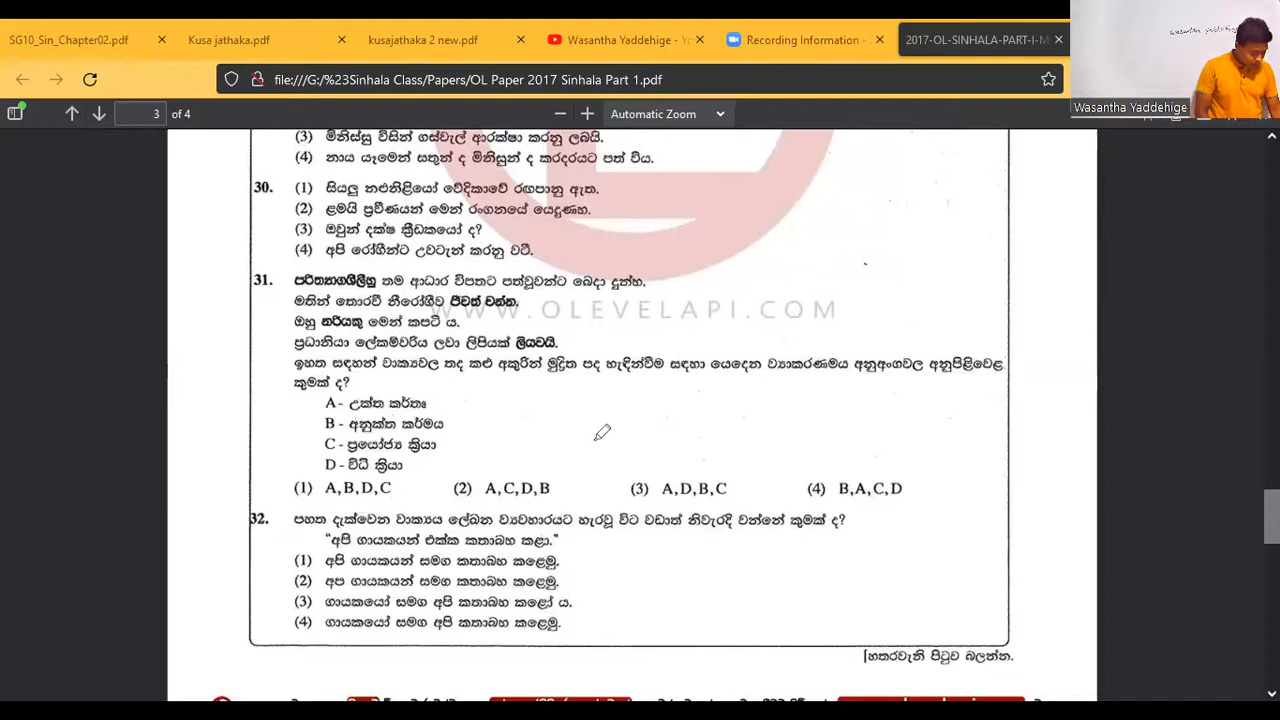 SG10_Sin_Chapter02.pdf
Kusa jathaka.pdf
kusajathaka 2 new.pdf
Wasantha Yaddehige - Yo
Recording Information -
2017-OL-SINHALA-PART-I-M
wasantha yaddehige
file:///G:/%23Sinhala Class/Papers/OL Paper 2017 Sinhala Part 1.pdf
Wasantha Yaddehige
3 of 4
Automatic Zoom
(3) මිනිස්සු විසින් ගස්වැල් ආරක්ෂා කරනු ලබයි.
(4) නාය යෑමෙන් සතුන් ද මිනිසුන් ද කරදරයට පත් විය.
30. (1) සියලු නළුනිළියෝ වේදිකාවේ රඟපානු ඇත.
(2) ළමයි ප්‍රවීණයන් මෙන් රංගනයේ යෙදුණහ.
(3) ඔවුන් දක්ෂ ක්‍රීඩකයෝ ද?
(4) අපි රෝගීන්ට උවටැන් කරනු වටී.
31. පරිත්‍යාගශීලීහු තම ආධාර විපතට පත්වූවන්ට බෙදා දුන්හ.
WWW.OLEVELAPI.COM
මතින් තොරවී නීරෝගීව ජීවත් වන්න.
ඔහු නරියකු මෙන් කපටි ය.
ප්‍රධානියා ලේකම්වරිය ලවා ලිපියක් ලියවයි.
ඉහත සඳහන් වාක්‍යවල තද කළු අකුරින් මුද්‍රිත පද හැඳින්වීම සඳහා යෙදෙන ව්‍යාකරණමය අනුඅංගවල අනුපිළිවෙළ
කුමක් ද?
A - උක්ත කර්තෘ
B - අනුක්ත කර්මය
C - ප්‍රයෝජ්‍ය ක්‍රියා
D - විධි ක්‍රියා
(1) A,B,D,C (2) A,C,D,B (3) A,D,B,C (4) B,A,C,D
32. පහත දැක්වෙන වාක්‍යය ලේඛන ව්‍යවහාරයට හැරවූ විට වඩාත් නිවැරදි වන්නේ කුමක් ද?
“අපි ගායකයන් එක්ක කතාබහ කළා.”
(1) අපි ගායකයන් සමග කතාබහ කළෙමු.
(2) අප ගායකයන් සමග කතාබහ කළෙමු.
(3) ගායකයෝ සමග අපි කතාබහ කළෝ ය.
(4) ගායකයෝ සමග අපි කතාබහ කළෙමු.
[හතරවැනි පිටුව බලන්න.